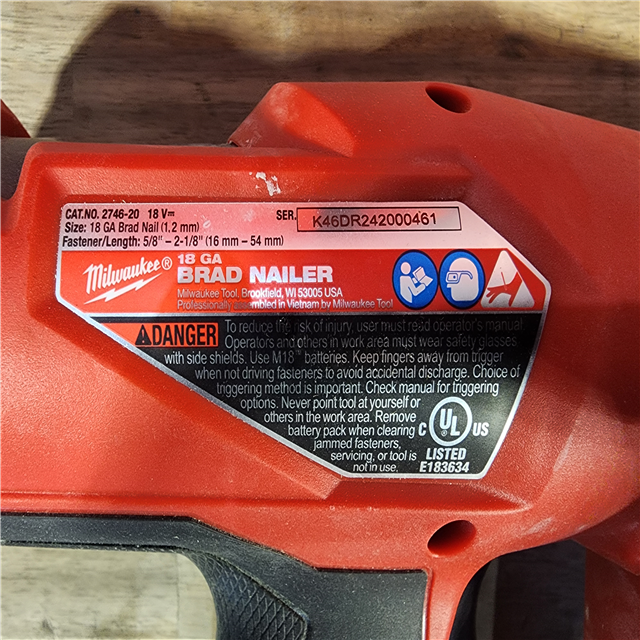 CAT.NO. 2746-20 18 V⎓
SER. K46DR242000461
Size: 18 GA Brad Nail (1,2 mm)
Fastener/Length: 5/8" – 2-1/8" (16 mm – 54 mm)
Milwaukee®
18 GA
BRAD NAILER
Milwaukee Tool, Brookfield, WI 53005 USA
Professionally assembled in Vietnam by Milwaukee Tool
DANGER
To reduce the risk of injury, user must read operator's manual.
Operators and others in work area must wear safety glasses
with side shields. Use M18™ batteries. Keep fingers away from trigger
when not driving fasteners to avoid accidental discharge. Choice of
triggering method is important. Check manual for triggering
options. Never point tool at yourself or
others in the work area. Remove
battery pack when clearing
jammed fasteners,
servicing, or tool is
not in use.
C UL US
LISTED
E183634